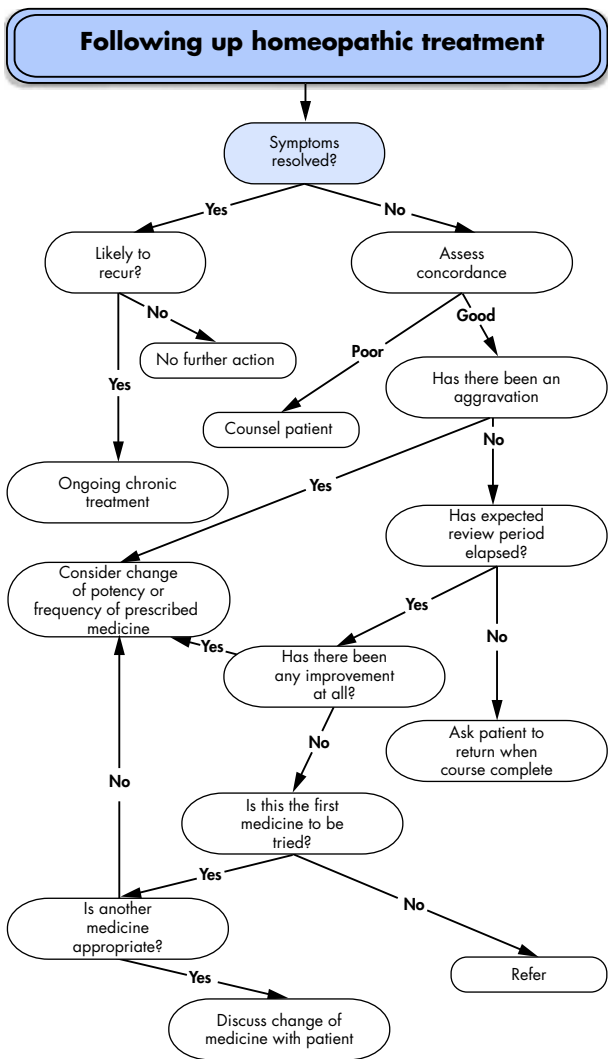 Following up homeopathic treatment
Symptoms
resolved?
Yes
No
Likely to
recur?
Assess
concordance
No
Good
No further action
Poor
Has there been an
aggravation
Yes
Counsel patient
No
Ongoing chronic
treatment
Yes
Has expected
review period
elapsed?
Consider change
of potency or
frequency of prescribed
medicine
Yes
No
Yes
Has there been
any improvement
at all?
Ask patient to
return when
course complete
No
No
Is this the first
medicine to be
tried?
Yes
No
Is another
medicine
appropriate?
Refer
Yes
Discuss change of
medicine with patient